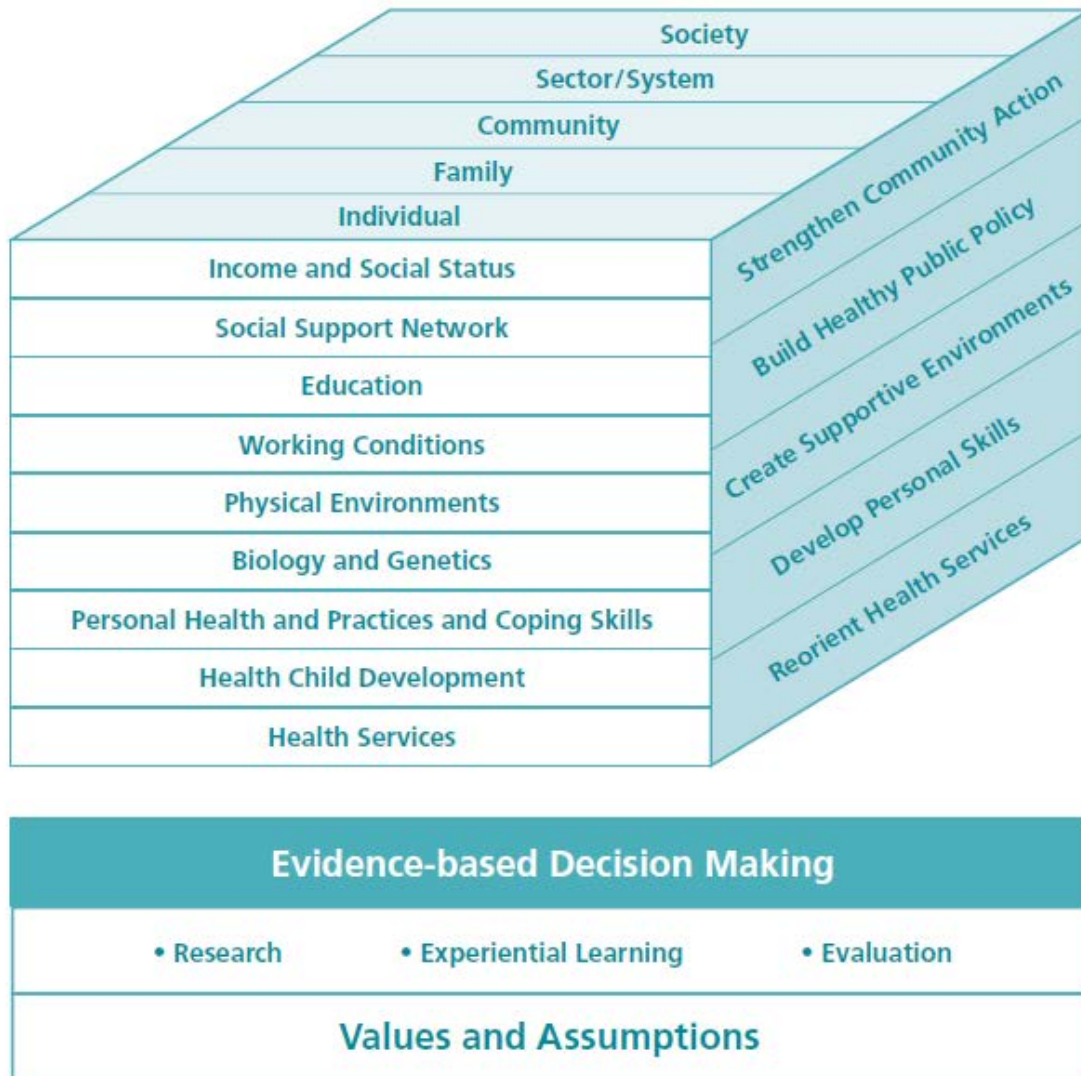 Society
Sector/System
Community
Family
Individual
Income and Social Status
Social Support Network
Education
Working Conditions
Physical Environments
Biology and Genetics
Personal Health and Practices and Coping Skills
Health Child Development
Health Services
Strengthen Community Action
Build Healthy Public Policy
Create Supportive Environments
Develop Personal Skills
Reorient Health Services
Evidence-based Decision Making
• Research • Experiential Learning • Evaluation
Values and Assumptions